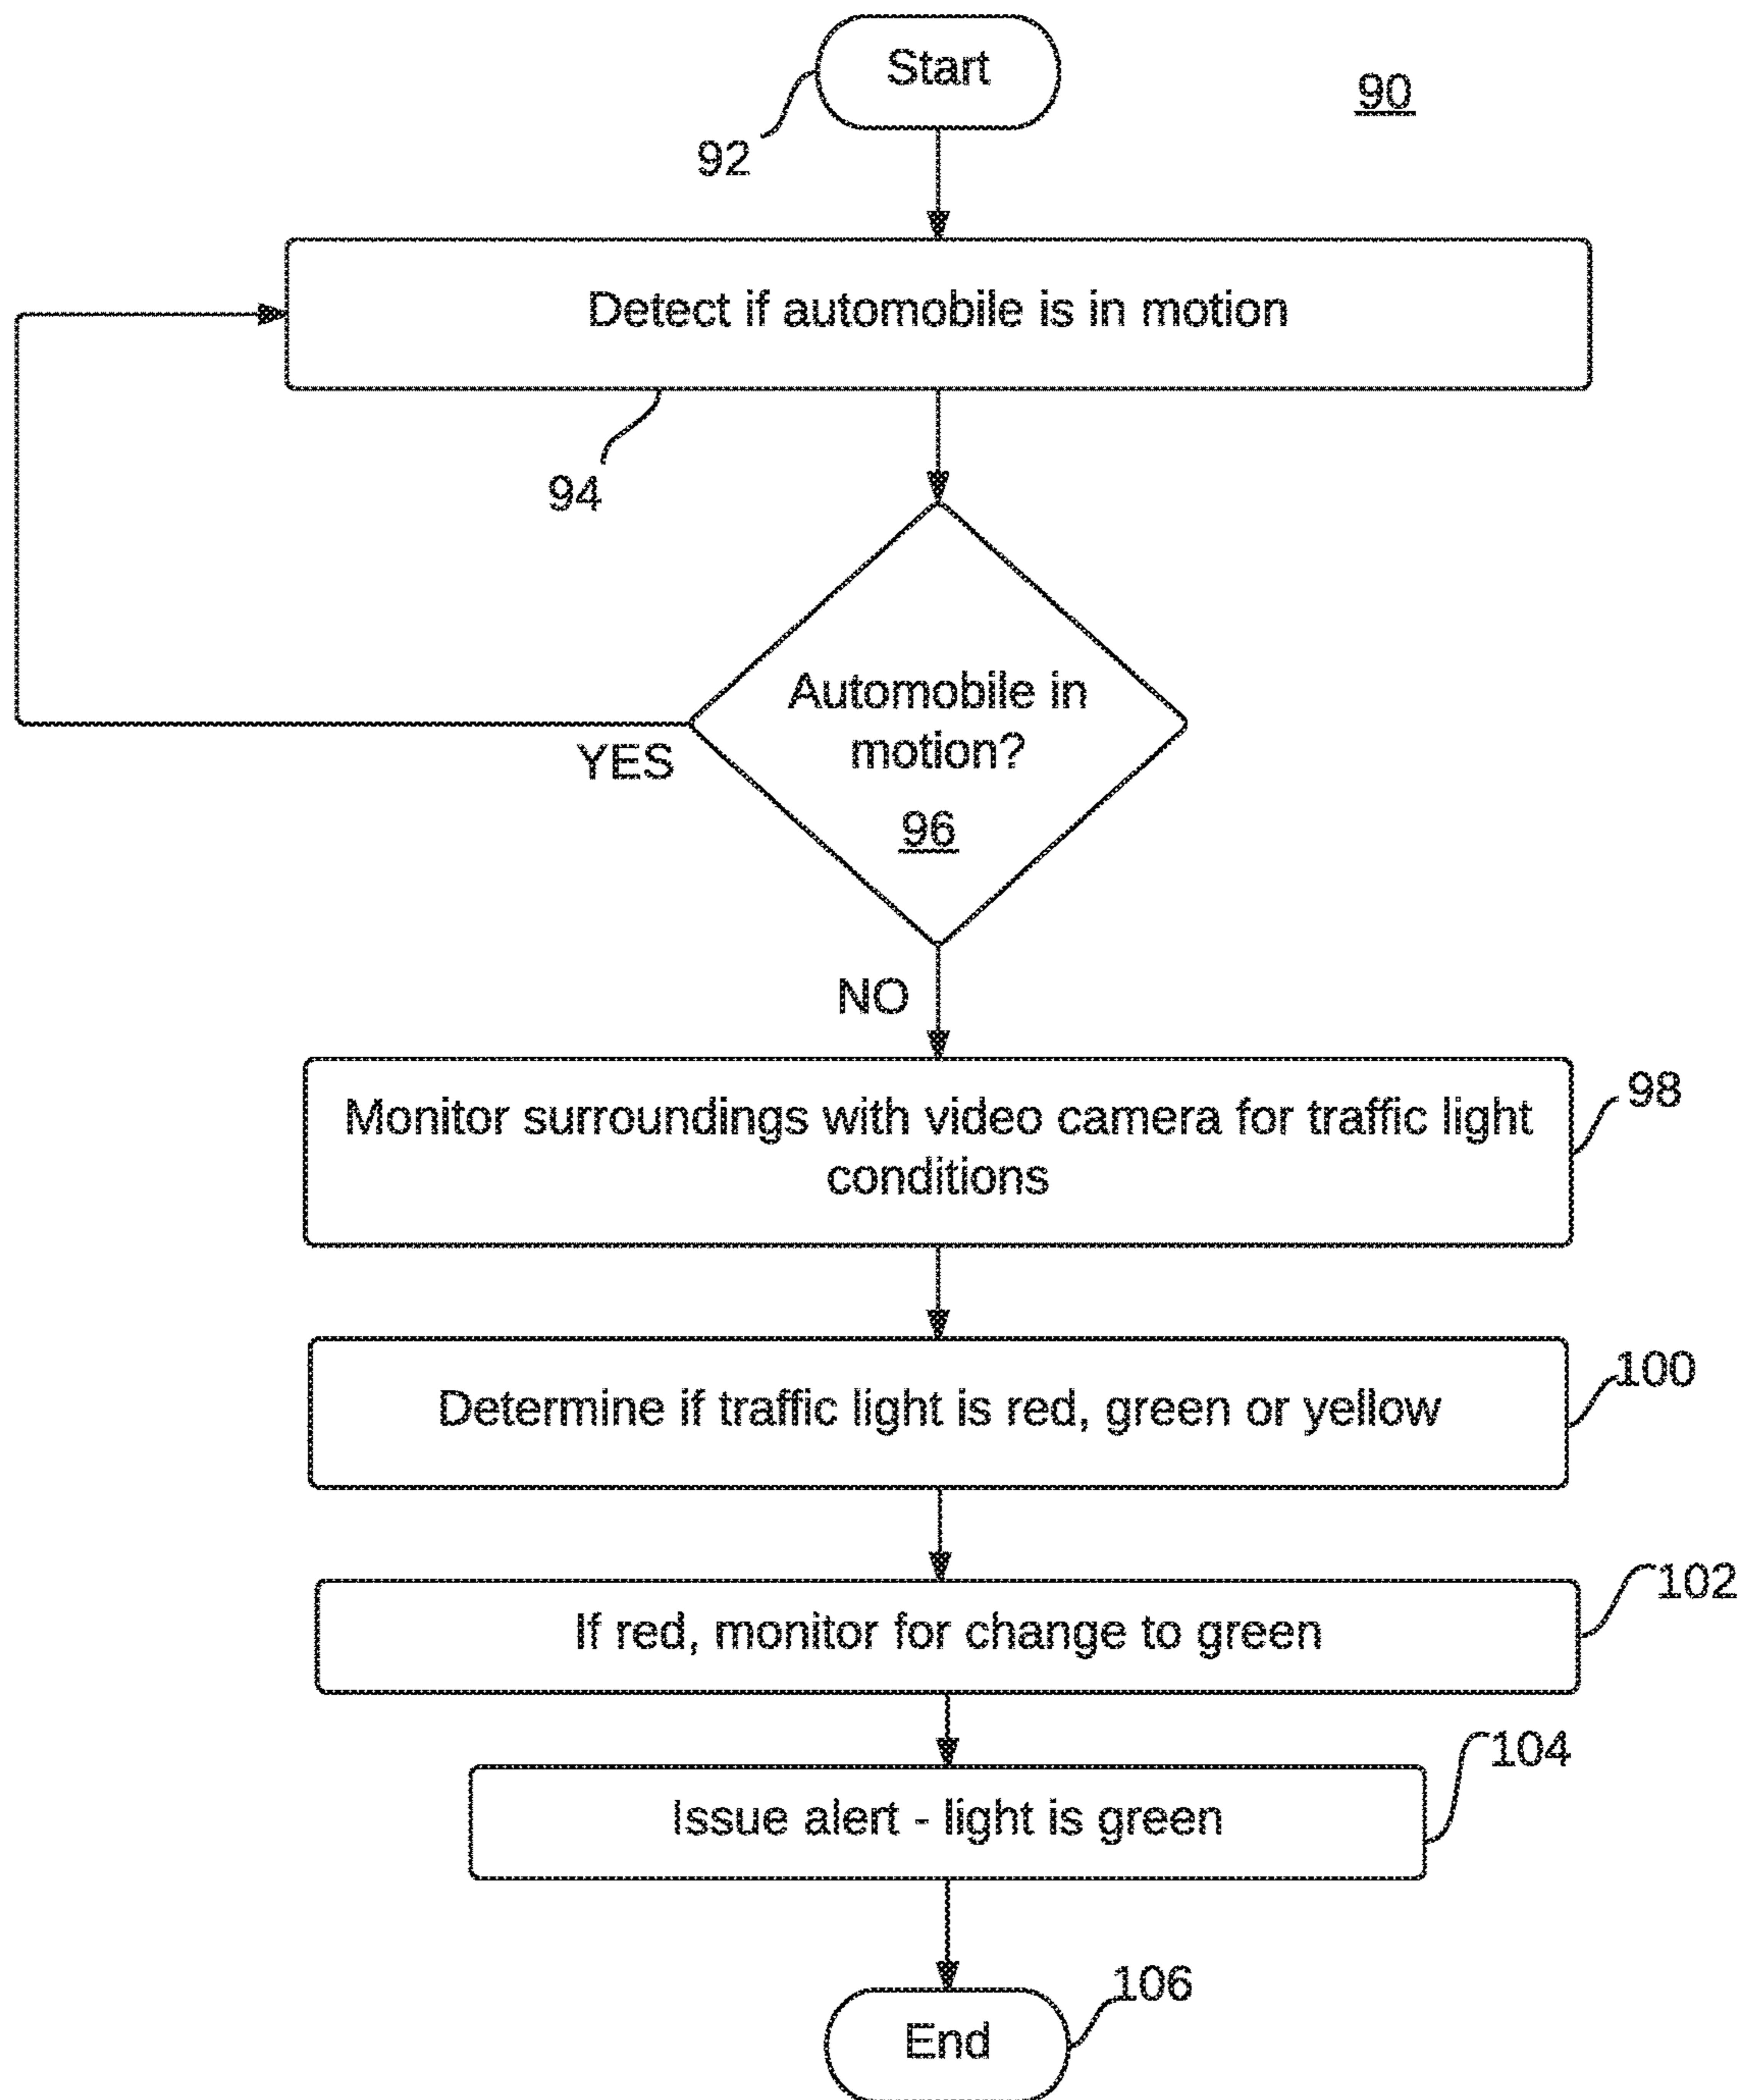 Start
90
92
Detect if automobile is in motion
94
Automobile in
motion?
96
YES
NO
Monitor surroundings with video camera for traffic light
conditions
98
Determine if traffic light is red, green or yellow
100
If red, monitor for change to green
102
Issue alert - light is green
104
End
106